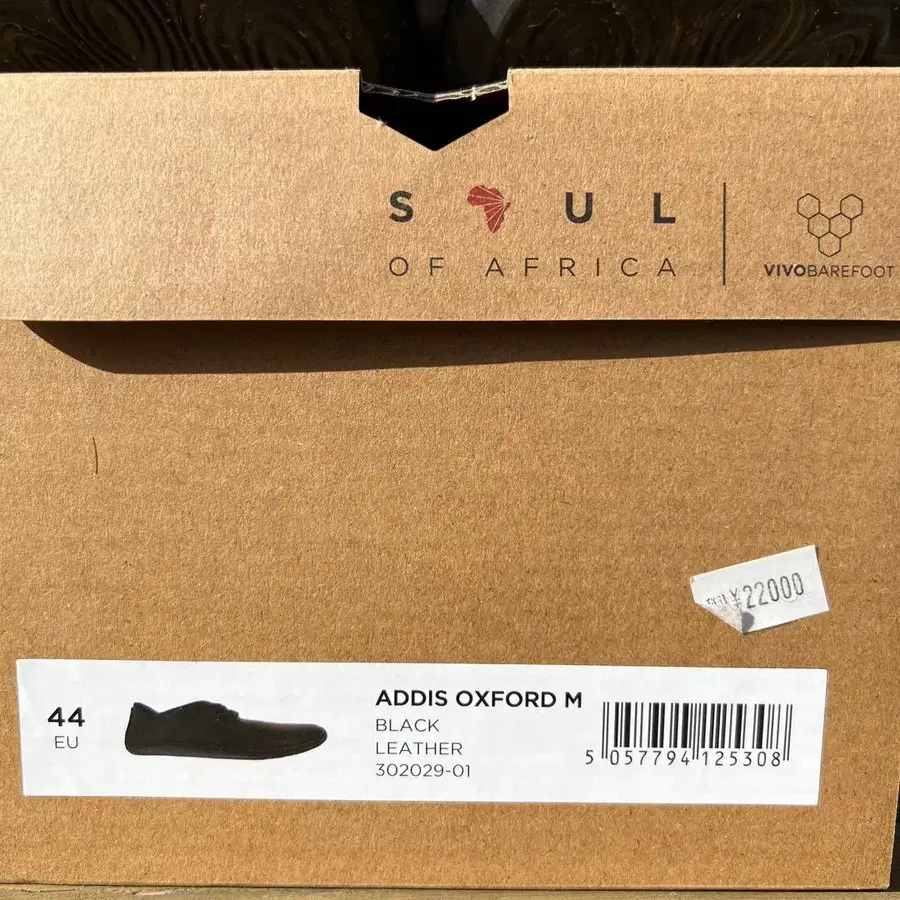 S UL
OF AFRICA
VIVOBAREFOOT
¥22000
44
EU
ADDIS OXFORD M
BLACK
LEATHER
302029-01
5 057794 125308